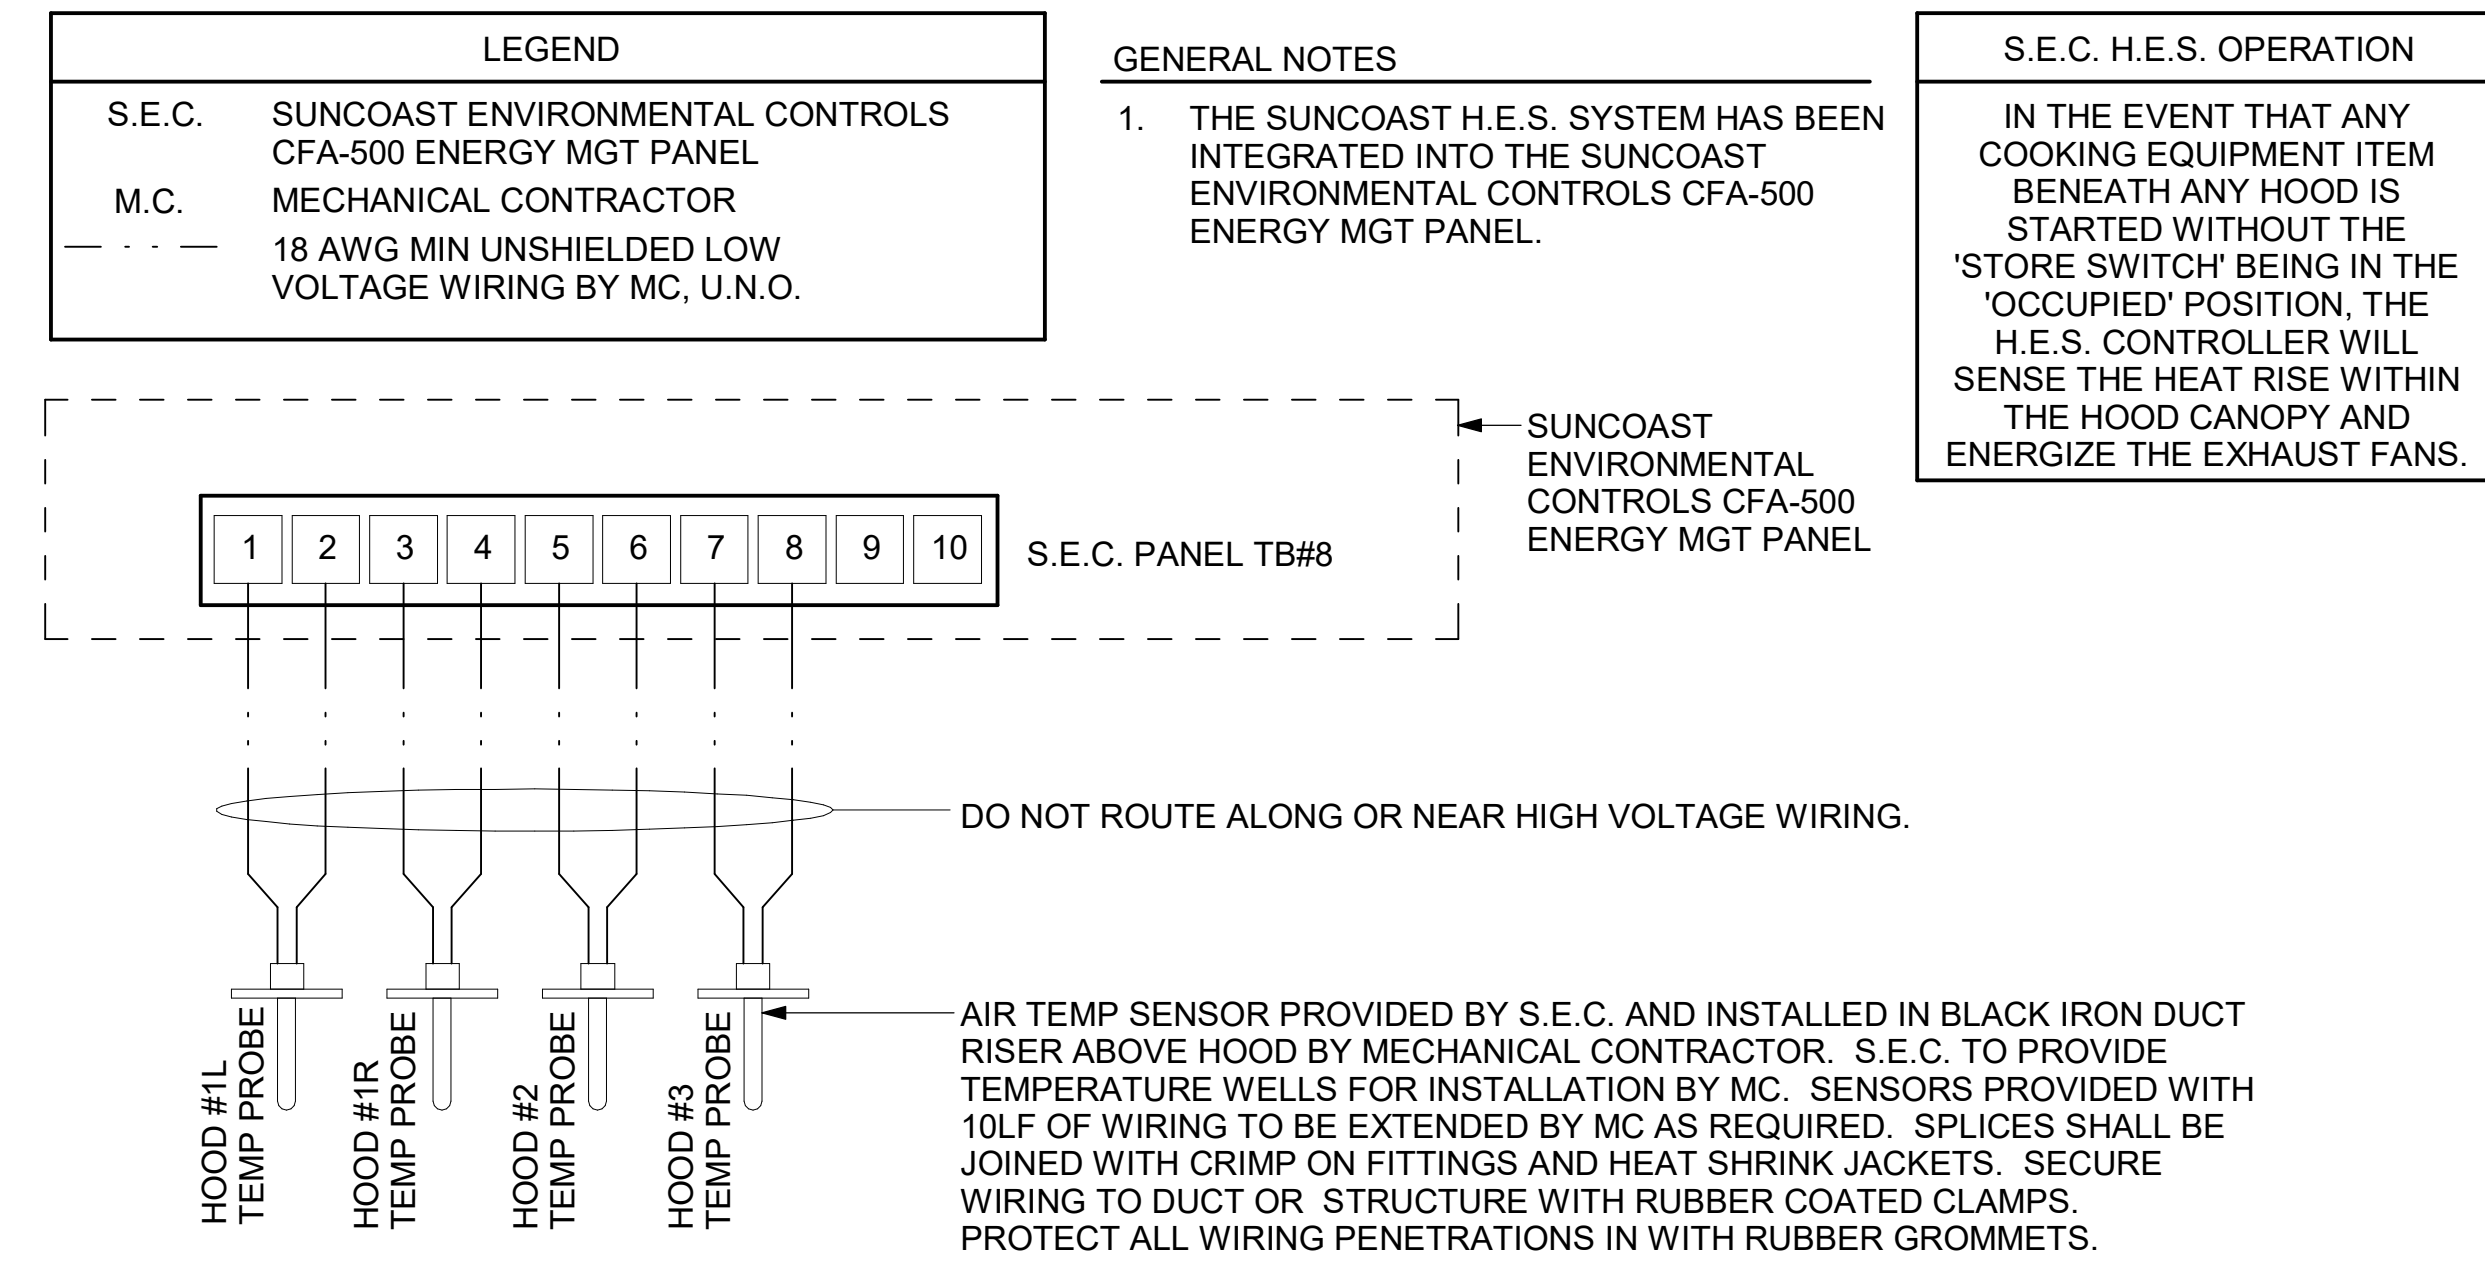 LEGEND
S.E.C. SUNCOAST ENVIRONMENTAL CONTROLS
CFA-500 ENERGY MGT PANEL
M.C. MECHANICAL CONTRACTOR
18 AWG MIN UNSHIELDED LOW
VOLTAGE WIRING BY MC, U.N.O.
GENERAL NOTES
1. THE SUNCOAST H.E.S. SYSTEM HAS BEEN
INTEGRATED INTO THE SUNCOAST
ENVIRONMENTAL CONTROLS CFA-500
ENERGY MGT PANEL.
S.E.C. H.E.S. OPERATION
IN THE EVENT THAT ANY
COOKING EQUIPMENT ITEM
BENEATH ANY HOOD IS
STARTED WITHOUT THE
'STORE SWITCH' BEING IN THE
'OCCUPIED' POSITION, THE
H.E.S. CONTROLLER WILL
SENSE THE HEAT RISE WITHIN
THE HOOD CANOPY AND
ENERGIZE THE EXHAUST FANS.
SUNCOAST
ENVIRONMENTAL
CONTROLS CFA-500
ENERGY MGT PANEL
1 2 3 4 5 6 7 8 9 10
S.E.C. PANEL TB#8
DO NOT ROUTE ALONG OR NEAR HIGH VOLTAGE WIRING.
HOOD #1L
TEMP PROBE
HOOD #1R
TEMP PROBE
HOOD #2
TEMP PROBE
HOOD #3
TEMP PROBE
AIR TEMP SENSOR PROVIDED BY S.E.C. AND INSTALLED IN BLACK IRON DUCT
RISER ABOVE HOOD BY MECHANICAL CONTRACTOR. S.E.C. TO PROVIDE
TEMPERATURE WELLS FOR INSTALLATION BY MC. SENSORS PROVIDED WITH
10LF OF WIRING TO BE EXTENDED BY MC AS REQUIRED. SPLICES SHALL BE
JOINED WITH CRIMP ON FITTINGS AND HEAT SHRINK JACKETS. SECURE
WIRING TO DUCT OR STRUCTURE WITH RUBBER COATED CLAMPS.
PROTECT ALL WIRING PENETRATIONS IN WITH RUBBER GROMMETS.